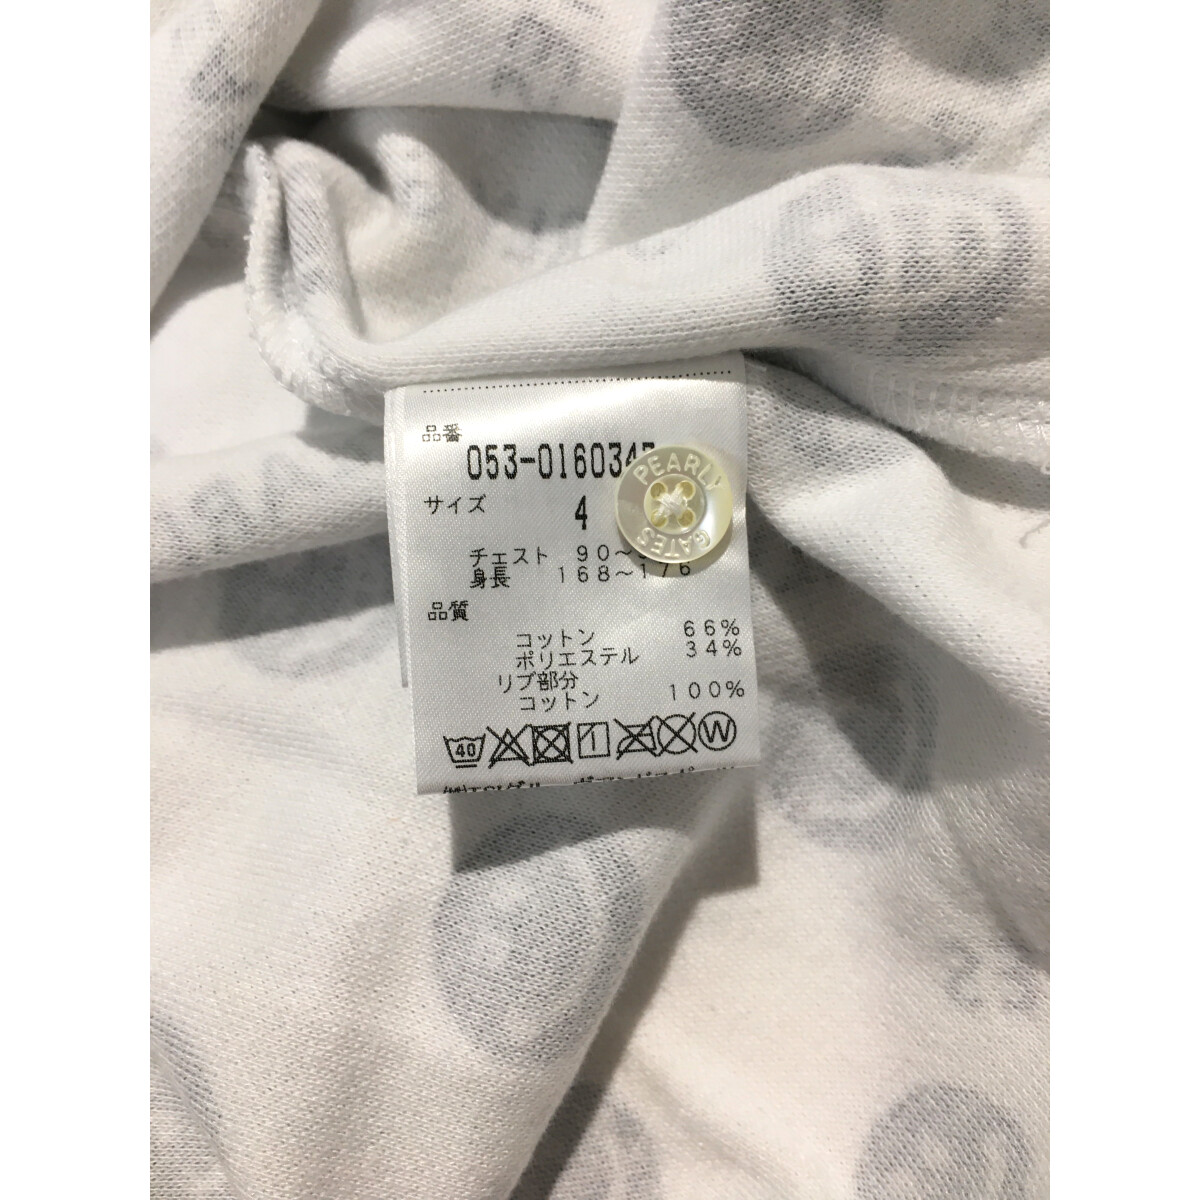 品番
053-016034
サイズ
4
PEARLY
GATES
チェスト 90～
身長 168～176
品質
コットン 66%
ポリエステル 34%
リブ部分
コットン 100%
40
W